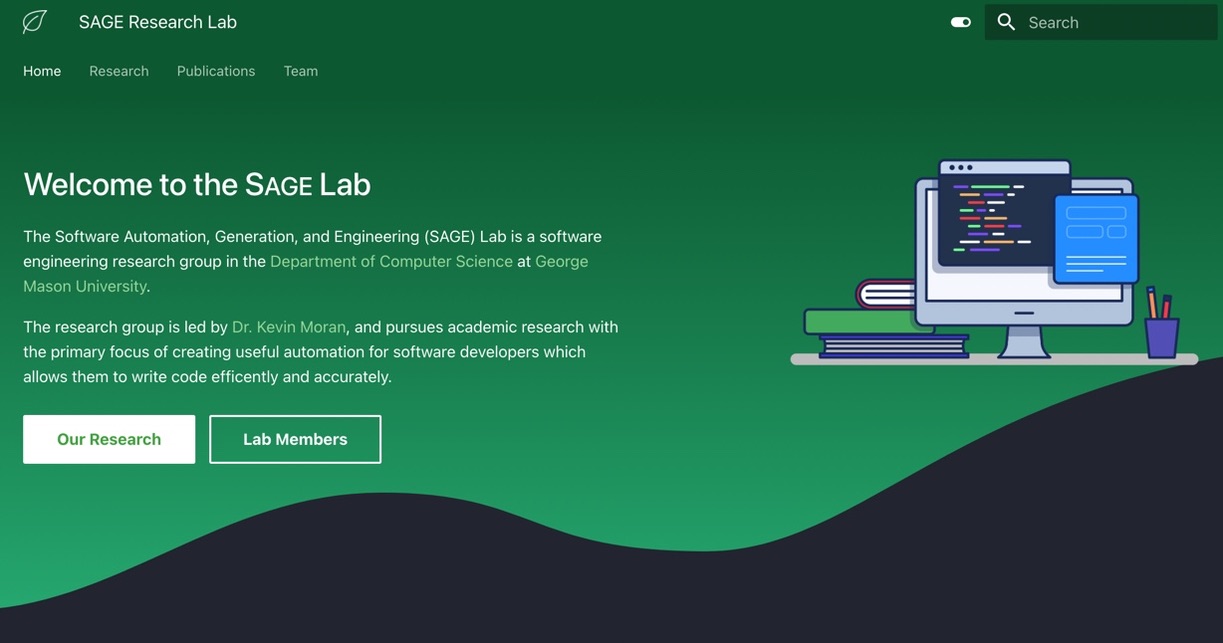 SAGE Research Lab
Search
Home Research Publications Team
Welcome to the SAGE Lab
The Software Automation, Generation, and Engineering (SAGE) Lab is a software
engineering research group in the Department of Computer Science at George
Mason University.
The research group is led by Dr. Kevin Moran, and pursues academic research with
the primary focus of creating useful automation for software developers which
allows them to write code efficently and accurately.
Our Research
Lab Members